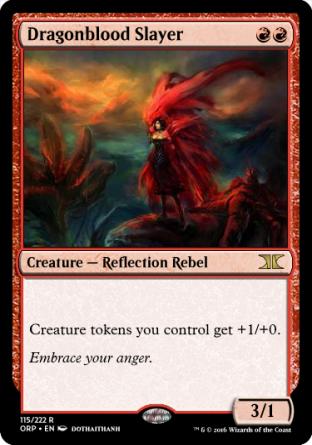 Dragonblood Slayer
Creature — Reflection Rebel
Creature tokens you control get +1/+0.
Embrace your anger.
3/1
115/222 R
ORP • EN DOTHAITHANH
™ & © 2016 Wizards of the Coast